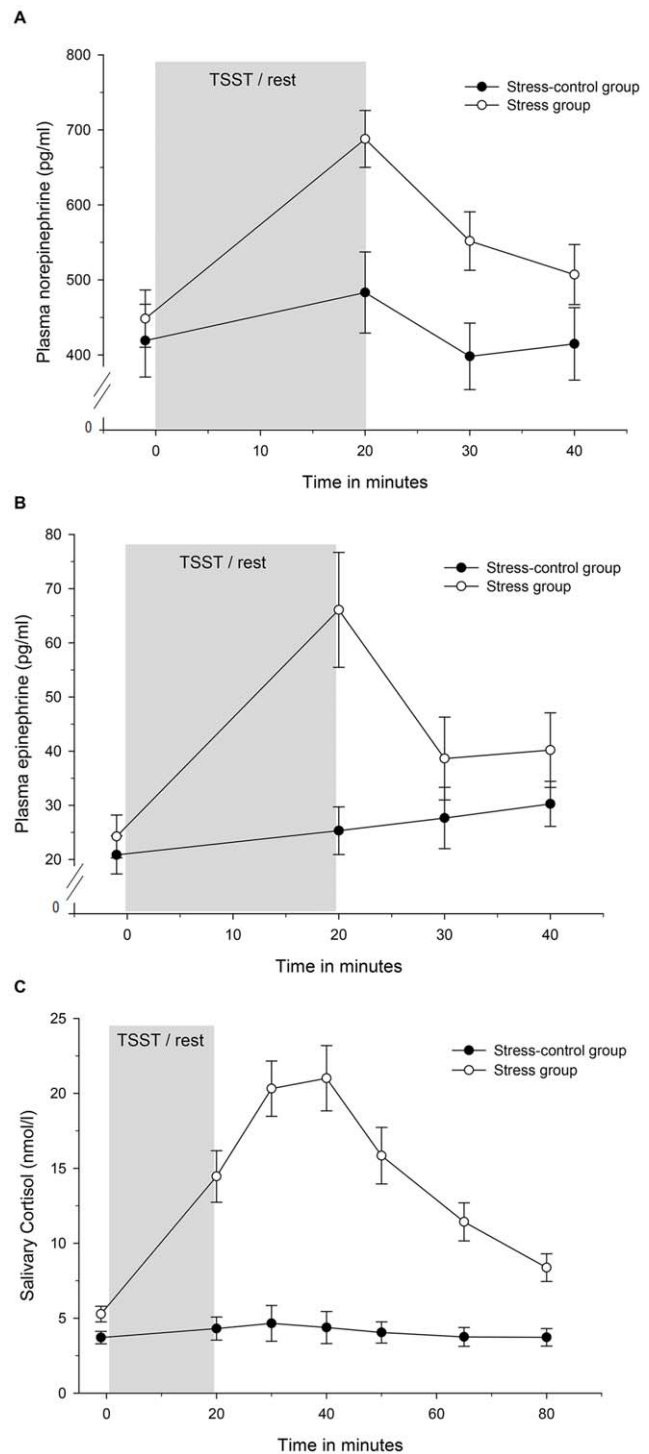 A
800
TSST / rest
Stress-control group
Stress group
700
600
500
400
0
Plasma norepinephrine (pg/ml)
0 10 20 30 40
Time in minutes
B
80
TSST / rest
Stress-control group
Stress group
70
60
50
40
30
20
0
Plasma epinephrine (pg/ml)
0 10 20 30 40
Time in minutes
C
25
TSST / rest
Stress-control group
Stress group
20
15
10
5
0
Salivary Cortisol (nmol/l)
0 20 40 60 80
Time in minutes